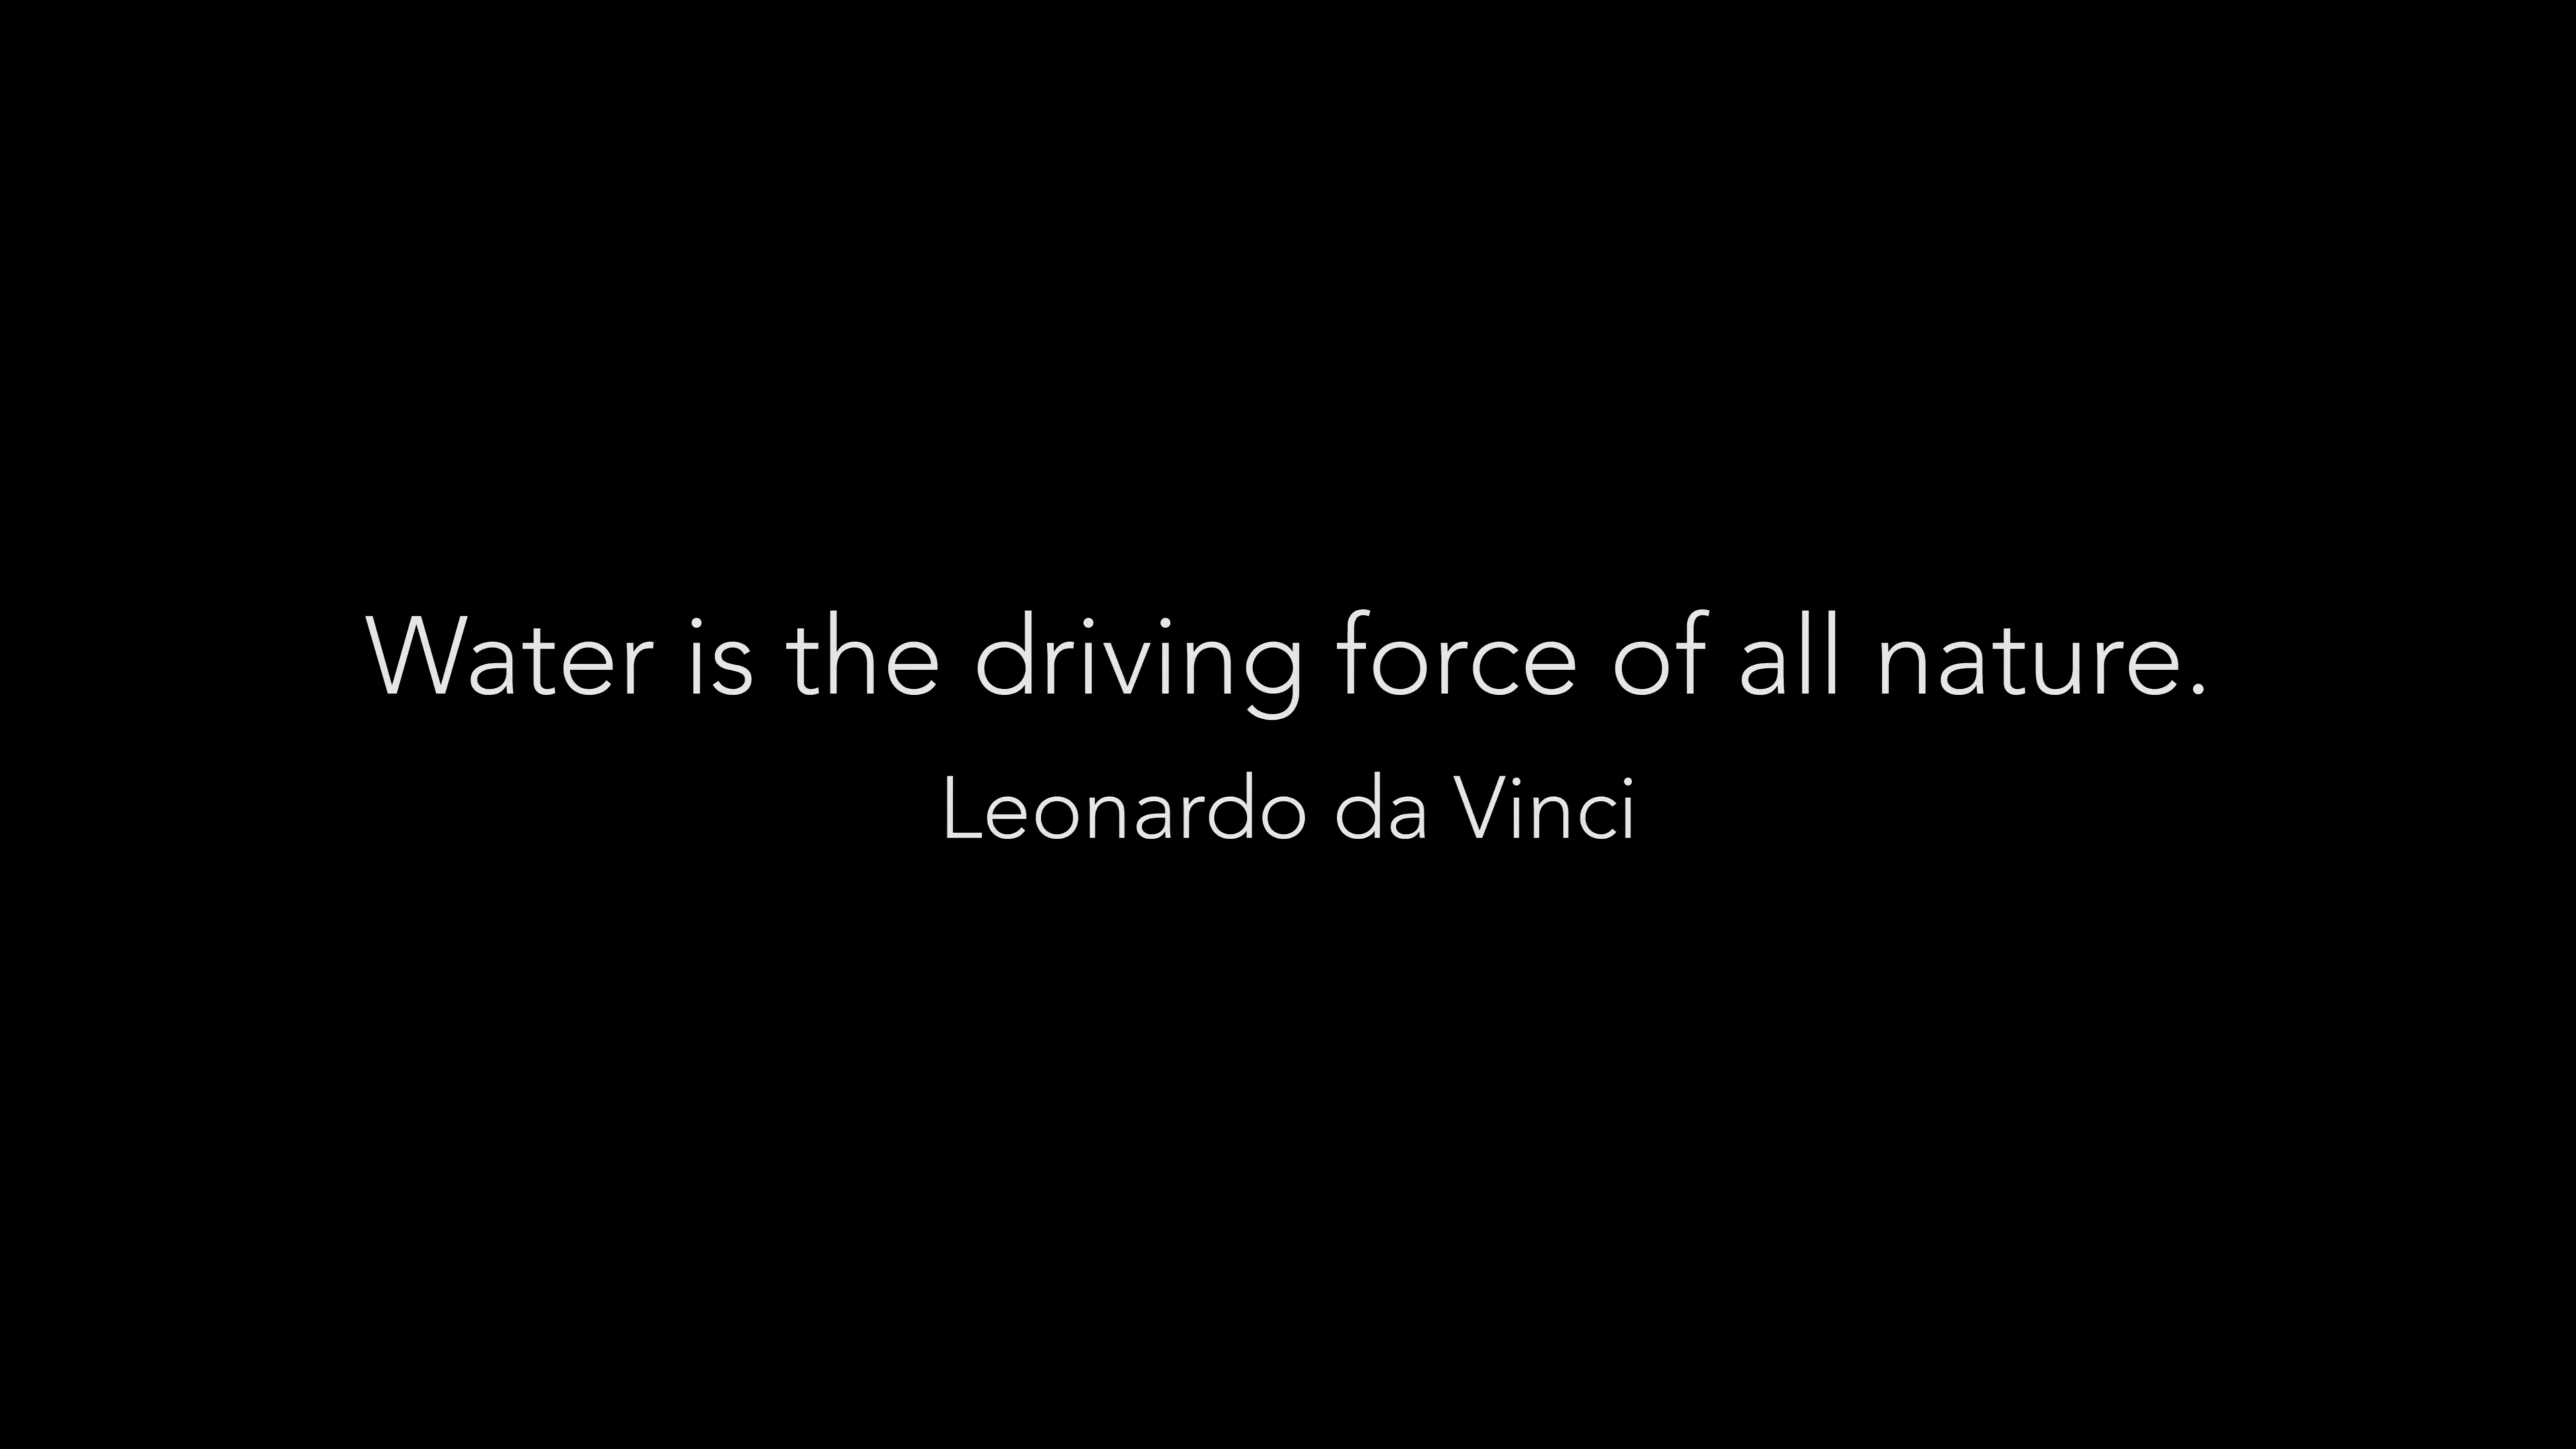 Water is the driving force of all nature.
Leonardo da Vinci